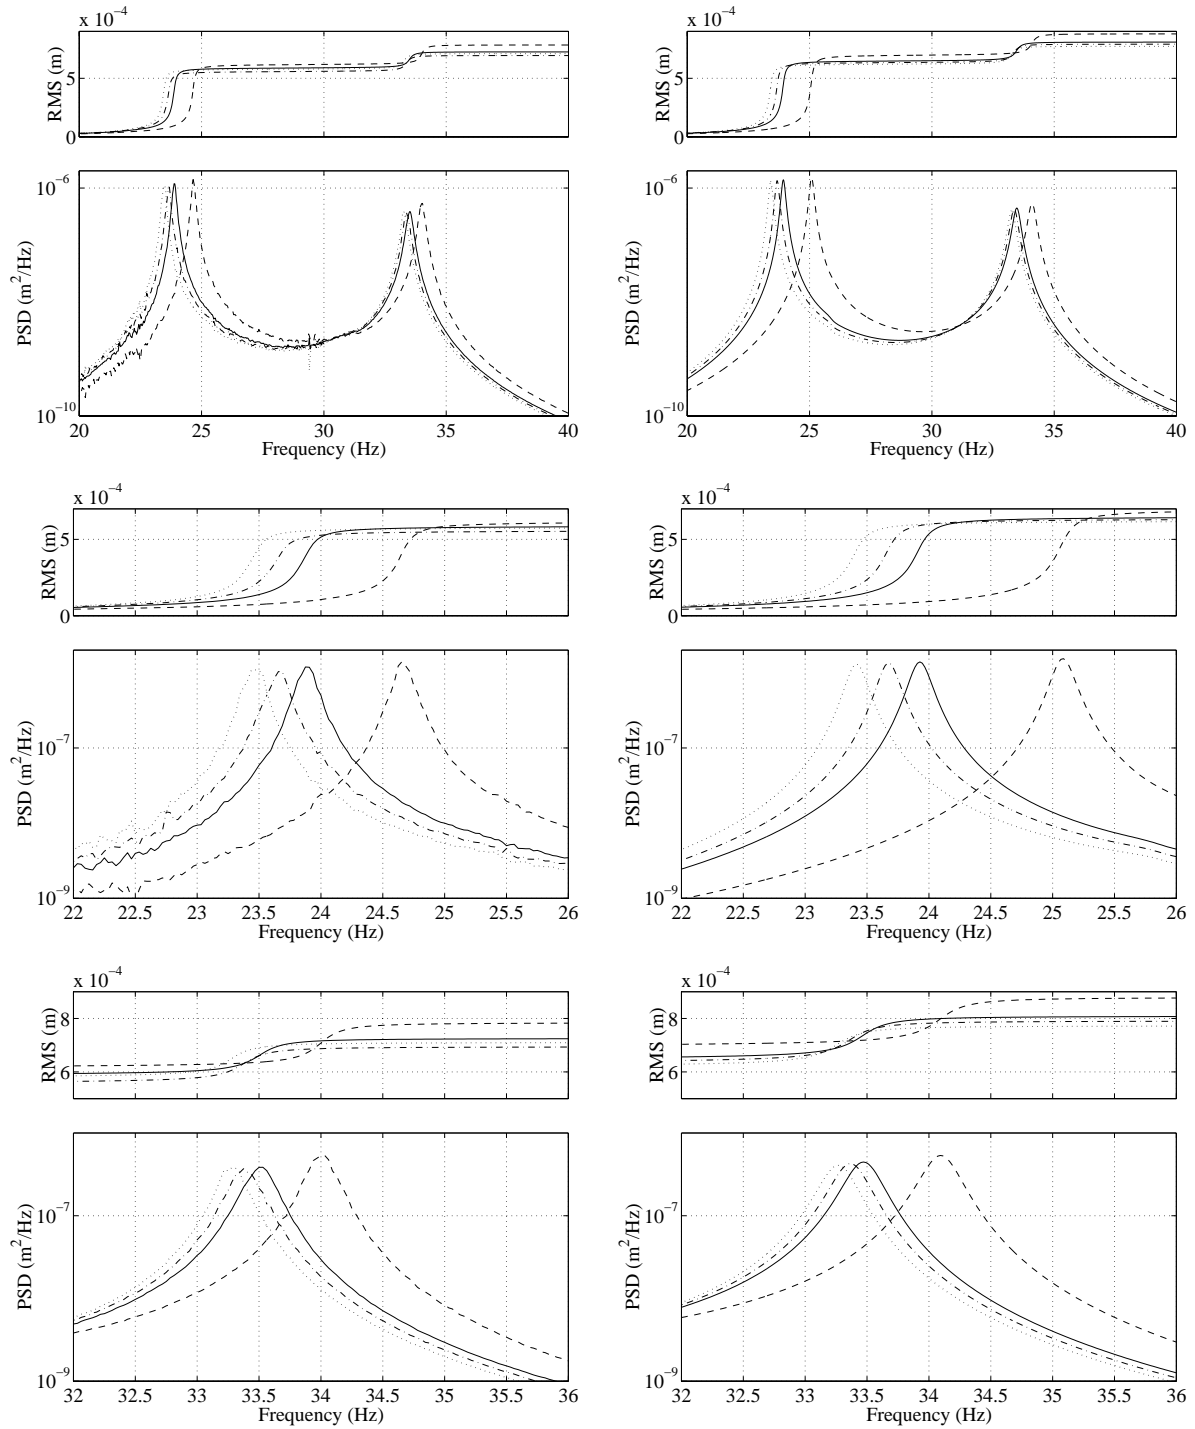 x 10⁻⁴
5
0
RMS (m)
10⁻⁶
10⁻¹⁰
PSD (m²/Hz)
20 25 30 35 40
Frequency (Hz)
x 10⁻⁴
5
0
RMS (m)
10⁻⁶
10⁻¹⁰
PSD (m²/Hz)
20 25 30 35 40
Frequency (Hz)
x 10⁻⁴
5
0
RMS (m)
10⁻⁷
10⁻⁹
PSD (m²/Hz)
22 22.5 23 23.5 24 24.5 25 25.5 26
Frequency (Hz)
x 10⁻⁴
5
0
RMS (m)
10⁻⁷
10⁻⁹
PSD (m²/Hz)
22 22.5 23 23.5 24 24.5 25 25.5 26
Frequency (Hz)
x 10⁻⁴
8
6
RMS (m)
10⁻⁷
10⁻⁹
PSD (m²/Hz)
32 32.5 33 33.5 34 34.5 35 35.5 36
Frequency (Hz)
x 10⁻⁴
8
6
RMS (m)
10⁻⁷
10⁻⁹
PSD (m²/Hz)
32 32.5 33 33.5 34 34.5 35 35.5 36
Frequency (Hz)